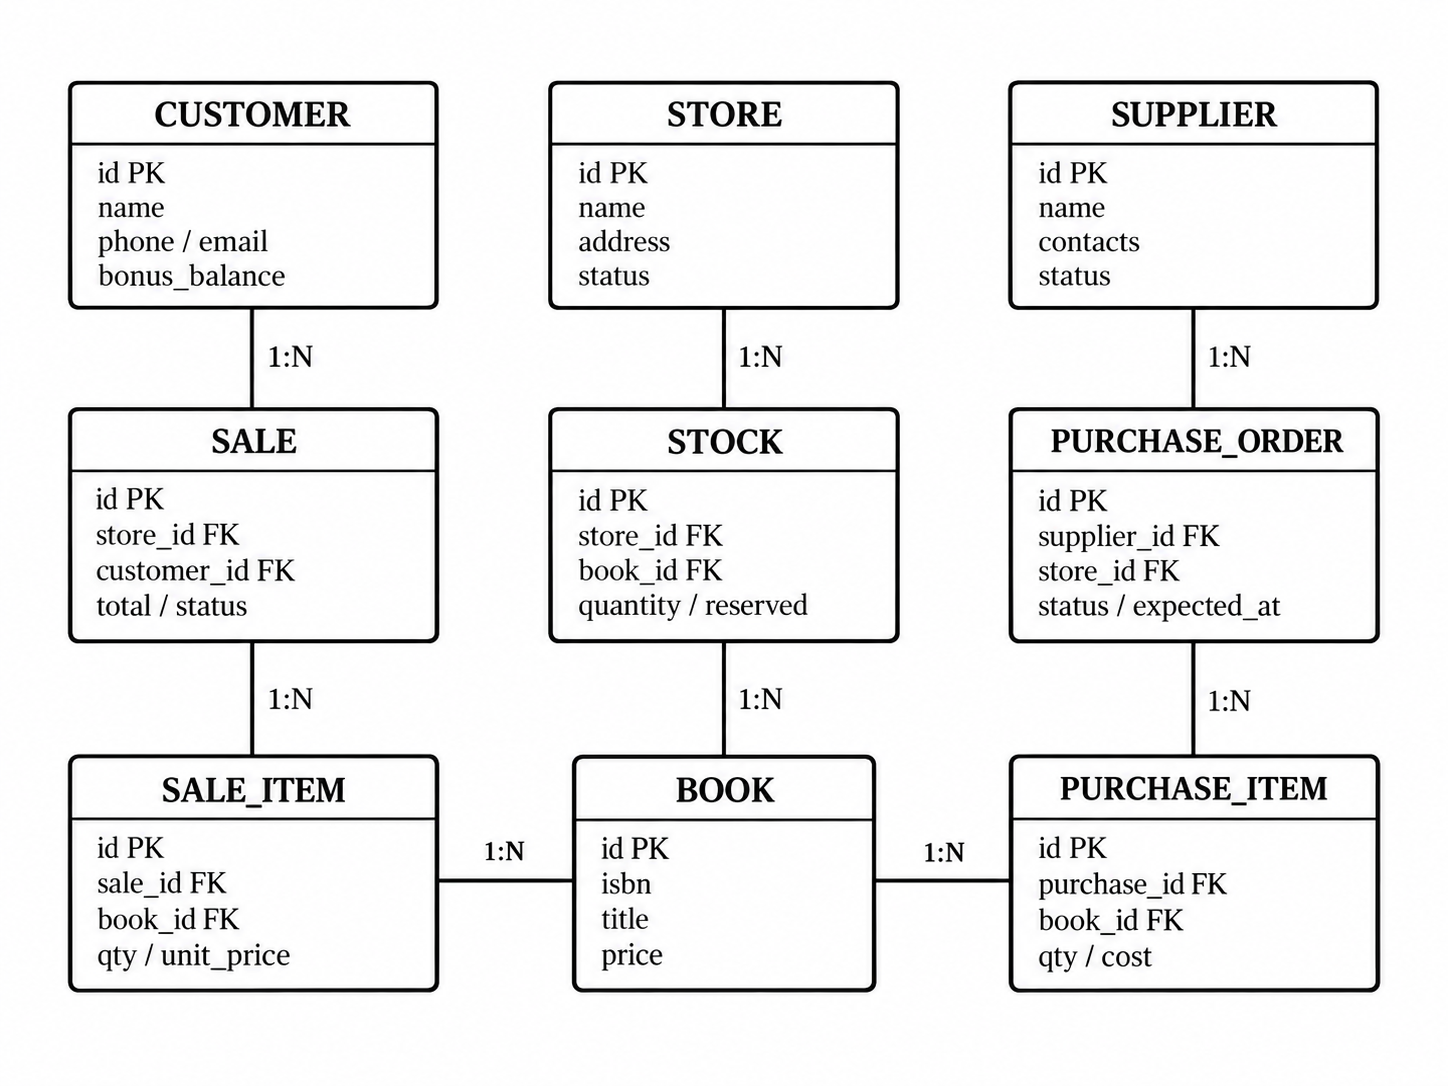 CUSTOMER
id PK
name
phone / email
bonus_balance
STORE
id PK
name
address
status
SUPPLIER
id PK
name
contacts
status
1:N
1:N
1:N
SALE
id PK
store_id FK
customer_id FK
total / status
STOCK
id PK
store_id FK
book_id FK
quantity / reserved
PURCHASE_ORDER
id PK
supplier_id FK
store_id FK
status / expected_at
1:N
1:N
1:N
SALE_ITEM
id PK
sale_id FK
book_id FK
qty / unit_price
1:N
BOOK
id PK
isbn
title
price
1:N
PURCHASE_ITEM
id PK
purchase_id FK
book_id FK
qty / cost